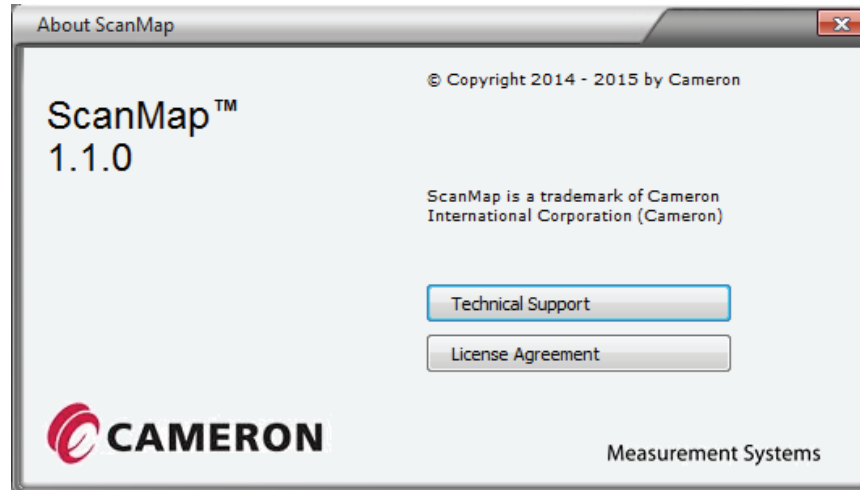 About ScanMap
© Copyright 2014 - 2015 by Cameron
ScanMap™
1.1.0
ScanMap is a trademark of Cameron
International Corporation (Cameron)
Technical Support
License Agreement
CAMERON
Measurement Systems